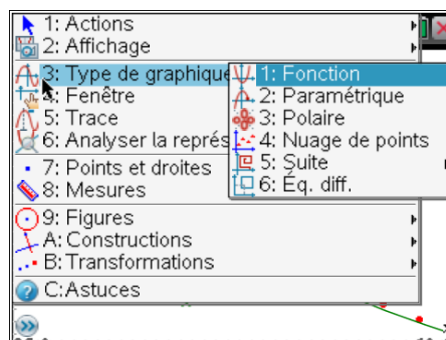 1: Actions
2: Affichage
3: Type de graphique
4: Fenêtre
5: Trace
6: Analyser la représ
7: Points et droites
8: Mesures
9: Figures
A: Constructions
B: Transformations
C:Astuces
1: Fonction
2: Paramétrique
3: Polaire
4: Nuage de points
5: Suite
6: Éq. diff.